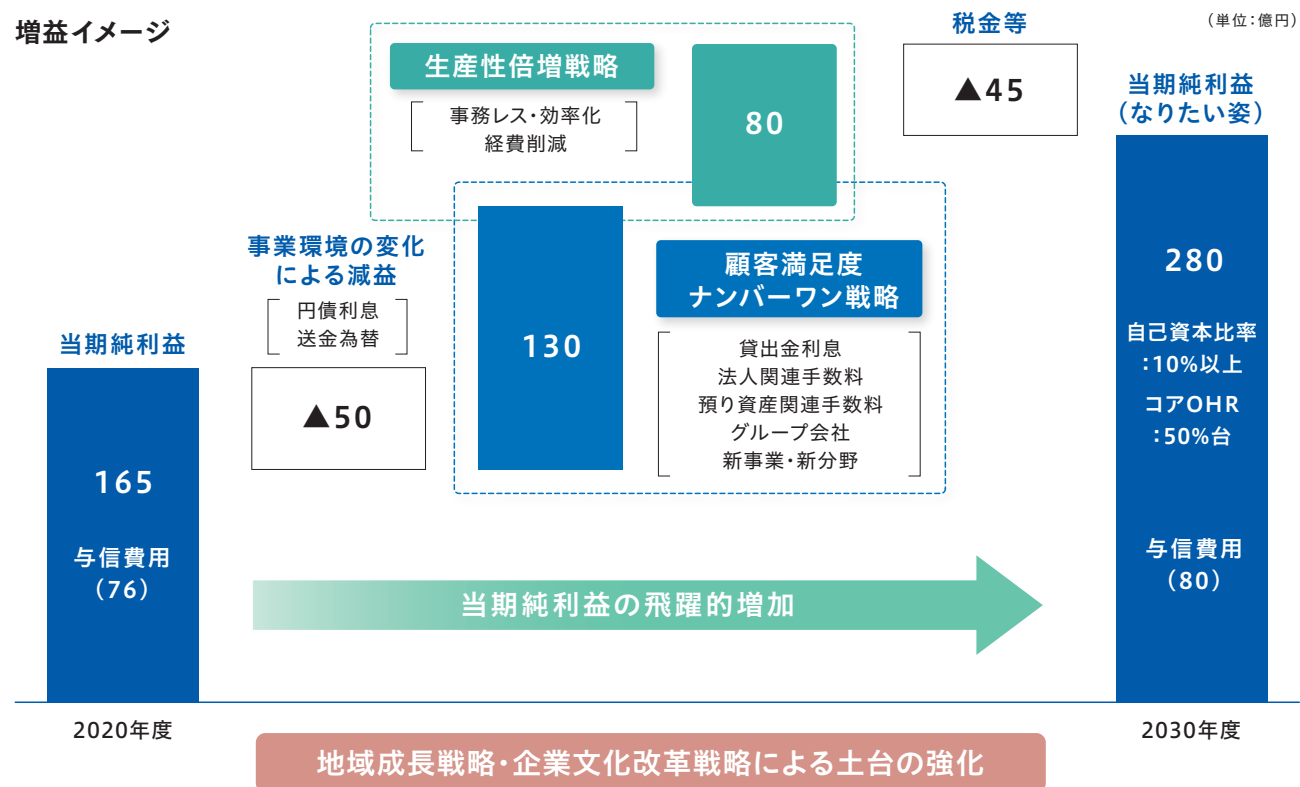 増益イメージ
（単位：億円）
当期純利益
165
与信費用
（76）
2020年度
事業環境の変化
による減益
円債利息
送金為替
▲50
生産性倍増戦略
事務レス・効率化
経費削減
80
130
顧客満足度
ナンバーワン戦略
貸出金利息
法人関連手数料
預り資産関連手数料
グループ会社
新事業・新分野
税金等
▲45
当期純利益
（なりたい姿）
280
自己資本比率
：10%以上
コアOHR
：50%台
与信費用
（80）
2030年度
当期純利益の飛躍的増加
地域成長戦略・企業文化改革戦略による土台の強化